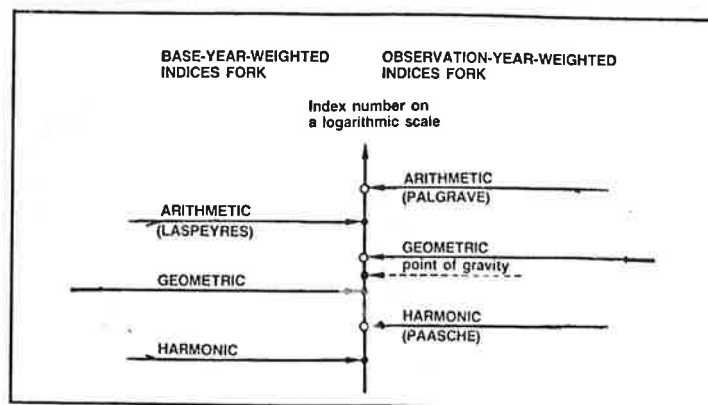 BASE-YEAR-WEIGHTED
INDICES FORK
OBSERVATION-YEAR-WEIGHTED
INDICES FORK
Index number on
a logarithmic scale
ARITHMETIC
(PALGRAVE)
ARITHMETIC
(LASPEYRES)
GEOMETRIC
point of gravity
GEOMETRIC
HARMONIC
(PAASCHE)
HARMONIC